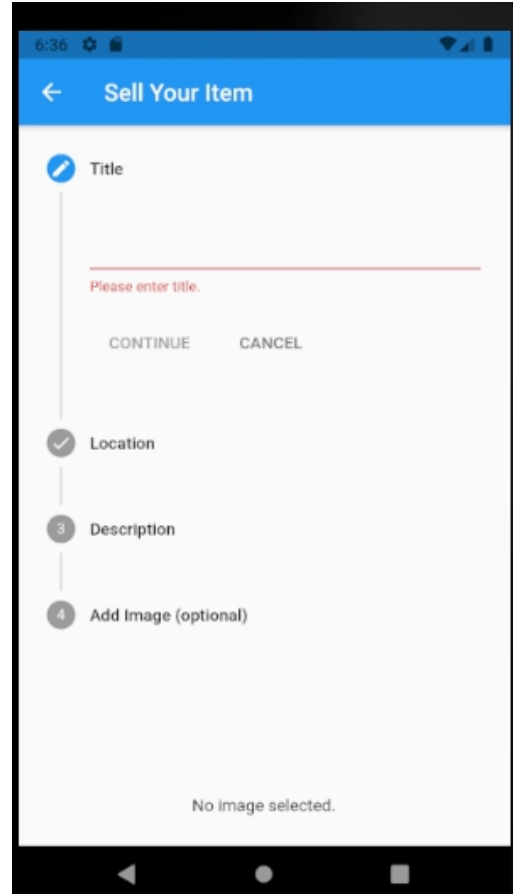 6:36
Sell Your Item
Title
Please enter title.
CONTINUE CANCEL
Location
3 Description
4 Add Image (optional)
No image selected.